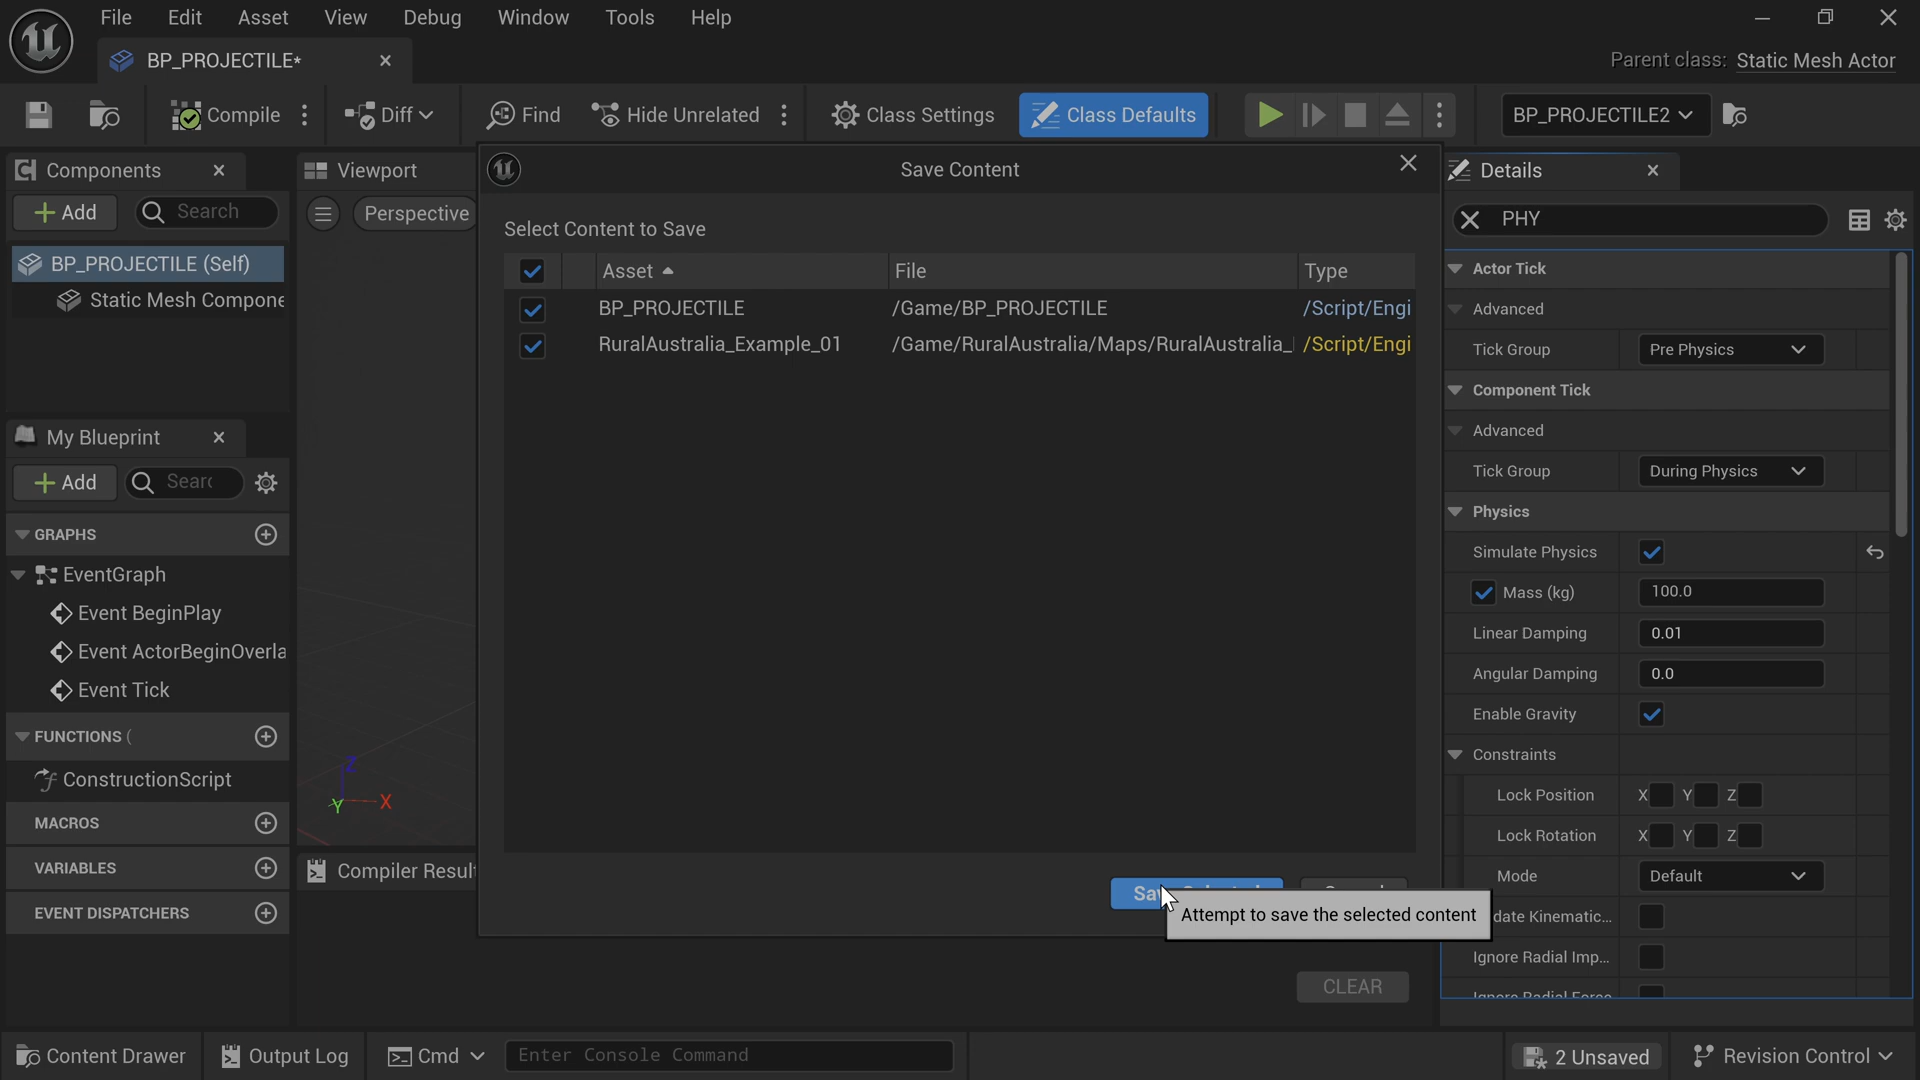 File Edit Asset View Debug Window Tools Help
BP_PROJECTILE*
Parent class: Static Mesh Actor
Compile Diff Find Hide Unrelated Class Settings Class Defaults BP_PROJECTILE2
Components
Add Search
BP_PROJECTILE (Self)
Static Mesh Compone
My Blueprint
Add Searc
GRAPHS
EventGraph
Event BeginPlay
Event ActorBeginOverla
Event Tick
FUNCTIONS (
ConstructionScript
MACROS
VARIABLES
EVENT DISPATCHERS
Viewport
Perspective
Z
Y X
Compiler Result
Save Content
Select Content to Save
Asset File Type
BP_PROJECTILE /Game/BP_PROJECTILE /Script/Engi
RuralAustralia_Example_01 /Game/RuralAustralia/Maps/RuralAustralia_ /Script/Engi
Attempt to save the selected content
CLEAR
Details
PHY
Actor Tick
Advanced
Tick Group Pre Physics
Component Tick
Advanced
Tick Group During Physics
Physics
Simulate Physics
Mass (kg) 100.0
Linear Damping 0.01
Angular Damping 0.0
Enable Gravity
Constraints
Lock Position X Y Z
Lock Rotation X Y Z
Mode Default
date Kinematic...
Ignore Radial Imp...
Ignore Radial Force
Content Drawer Output Log Cmd Enter Console Command 2 Unsaved Revision Control